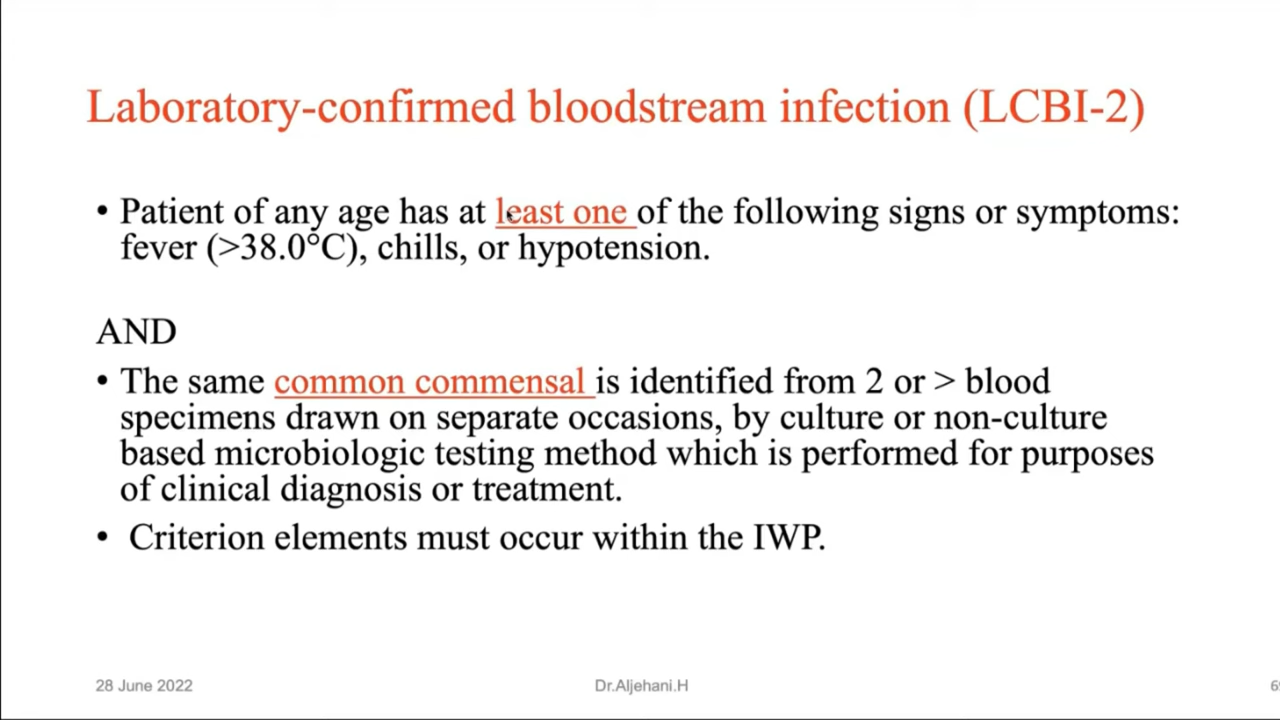 Laboratory-confirmed bloodstream infection (LCBI-2)
• Patient of any age has at least one of the following signs or symptoms:
fever (>38.0°C), chills, or hypotension.
AND
• The same common commensal is identified from 2 or > blood
specimens drawn on separate occasions, by culture or non-culture
based microbiologic testing method which is performed for purposes
of clinical diagnosis or treatment.
• Criterion elements must occur within the IWP.
28 June 2022
Dr.Aljehani.H